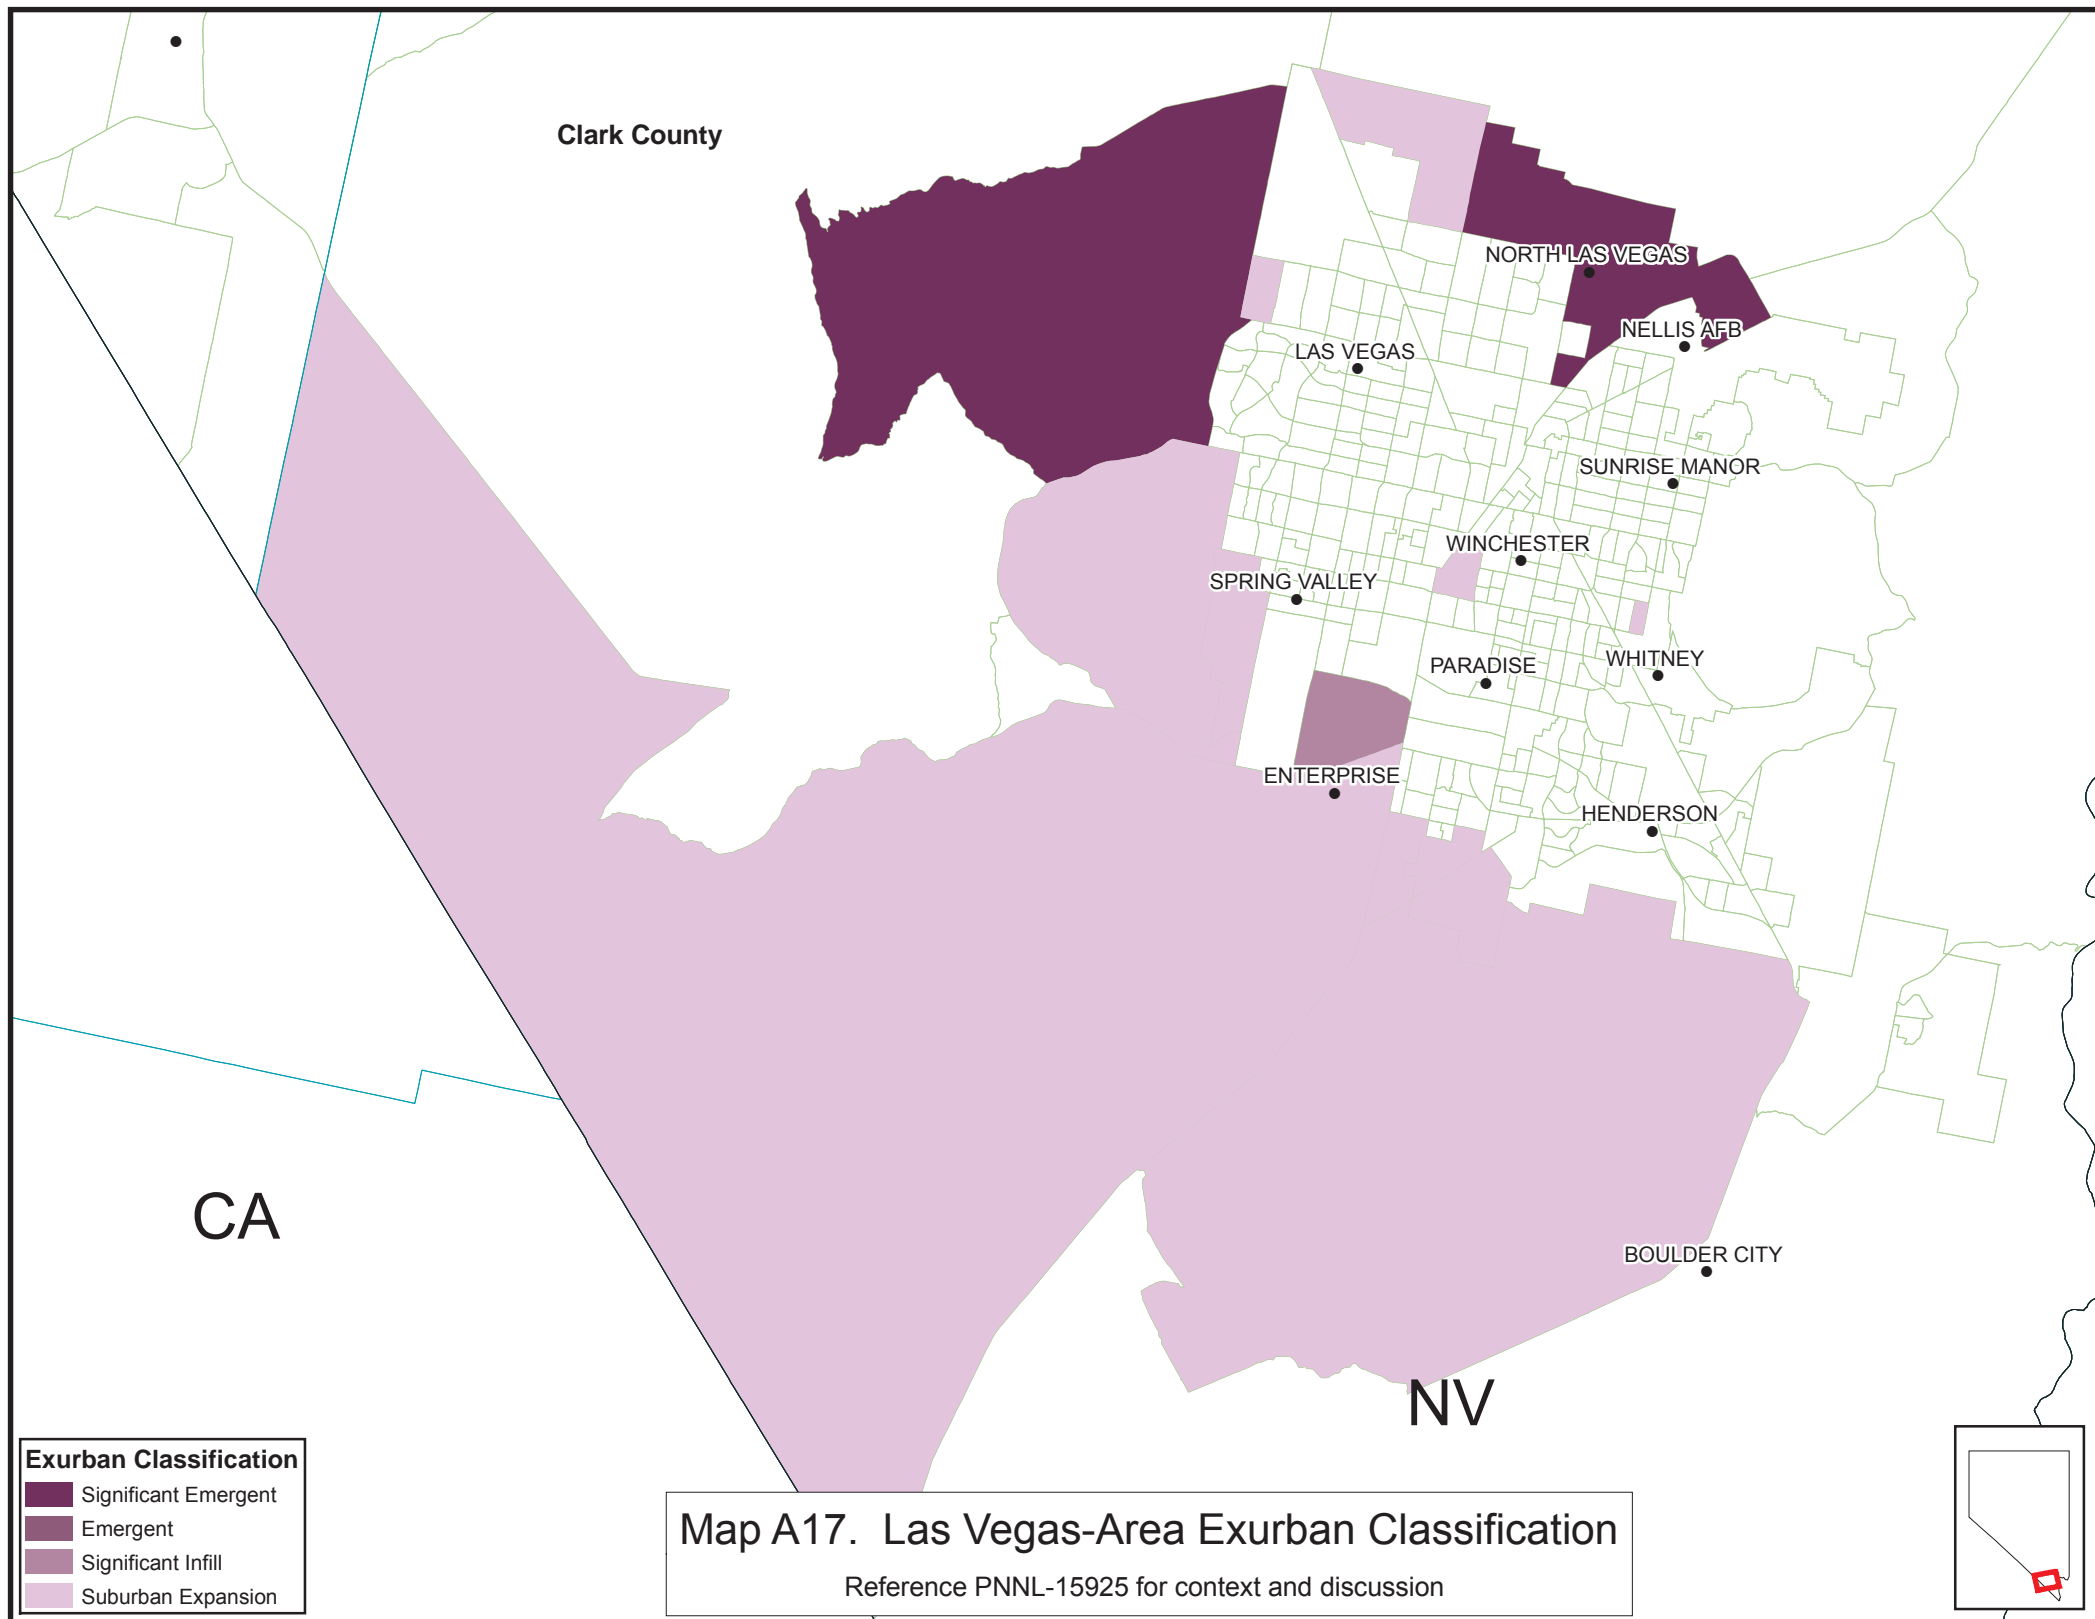 Clark County
NORTH LAS VEGAS
NELLIS AFB
LAS VEGAS
SUNRISE MANOR
WINCHESTER
SPRING VALLEY
PARADISE
WHITNEY
ENTERPRISE
HENDERSON
CA
BOULDER CITY
NV
Exurban Classification
Significant Emergent
Emergent
Significant Infill
Suburban Expansion
Map A17. Las Vegas-Area Exurban Classification
Reference PNNL-15925 for context and discussion